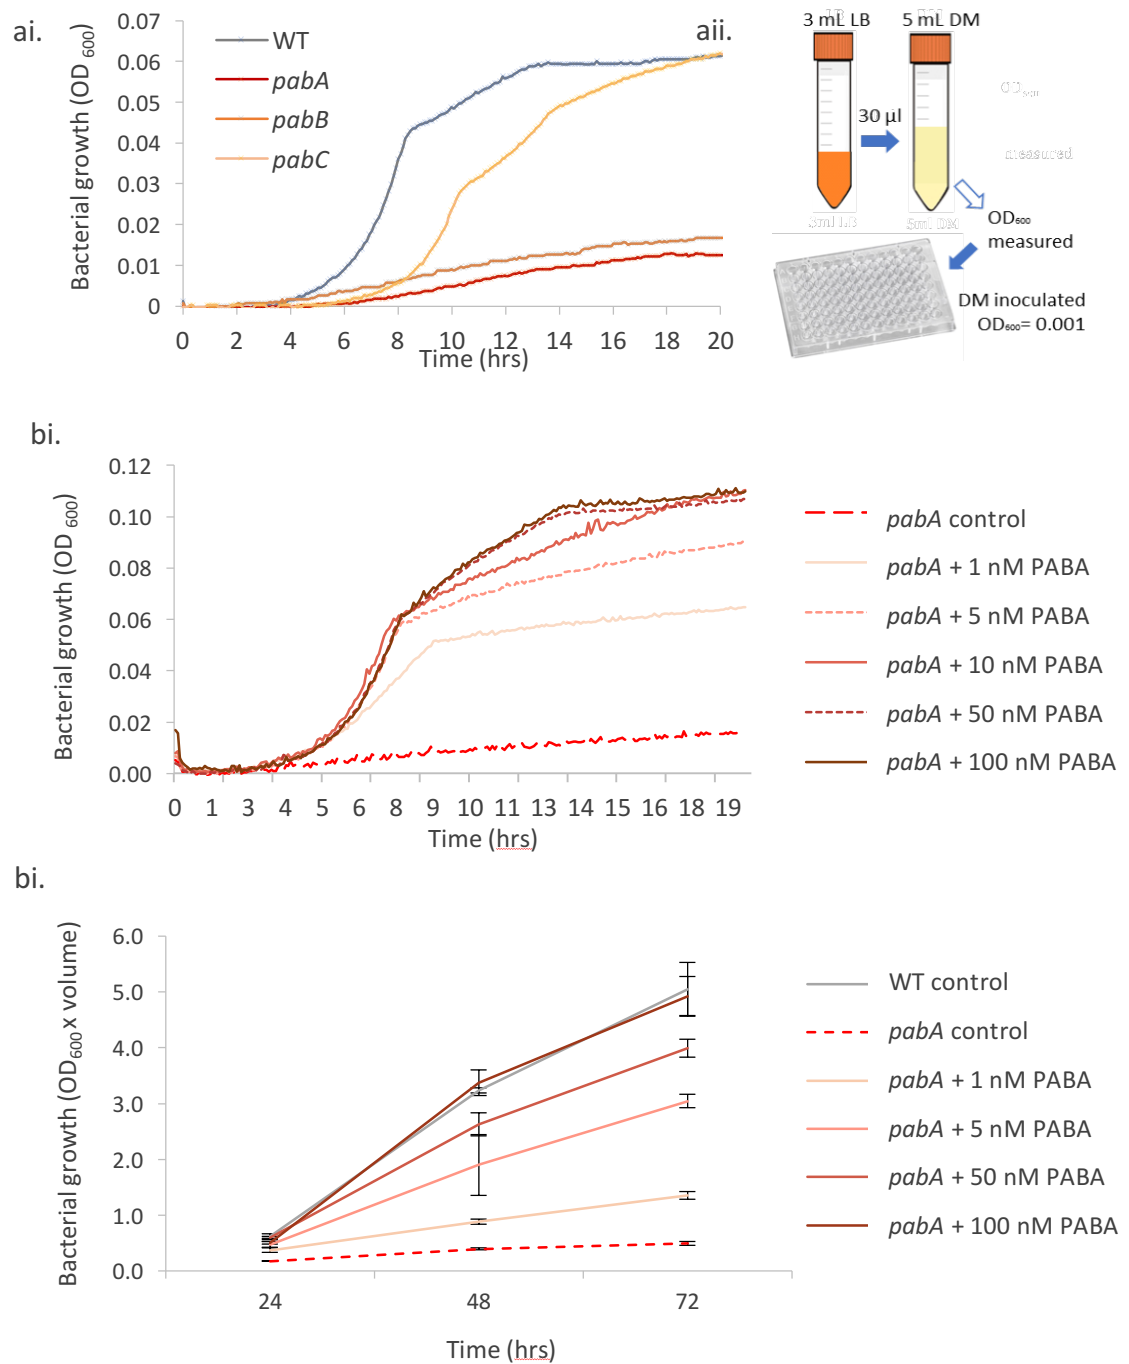 ai.
0.07
0.06
0.05
0.04
0.03
0.02
0.01
0
Bacterial growth (OD 600)
WT
pabA
pabB
pabC
0 2 4 6 8 10 12 14 16 18 20
Time (hrs)
aii.
3 mL LB 5 mL DM
30 µl
OD600
measured
3ml LB 5ml DM
OD600
measured
DM inoculated
OD600= 0.001
bi.
0.12
0.10
0.08
0.06
0.04
0.02
0.00
Bacterial growth (OD 600)
0 1 2 3 4 5 6 8 9 10 11 13 14 15 16 18 19
Time (hrs)
pabA control
pabA + 1 nM PABA
pabA + 5 nM PABA
pabA + 10 nM PABA
pabA + 50 nM PABA
pabA + 100 nM PABA
bi.
6.0
5.0
4.0
3.0
2.0
1.0
0.0
Bacterial growth (OD600 x volume)
24 48 72
Time (hrs)
WT control
pabA control
pabA + 1 nM PABA
pabA + 5 nM PABA
pabA + 50 nM PABA
pabA + 100 nM PABA